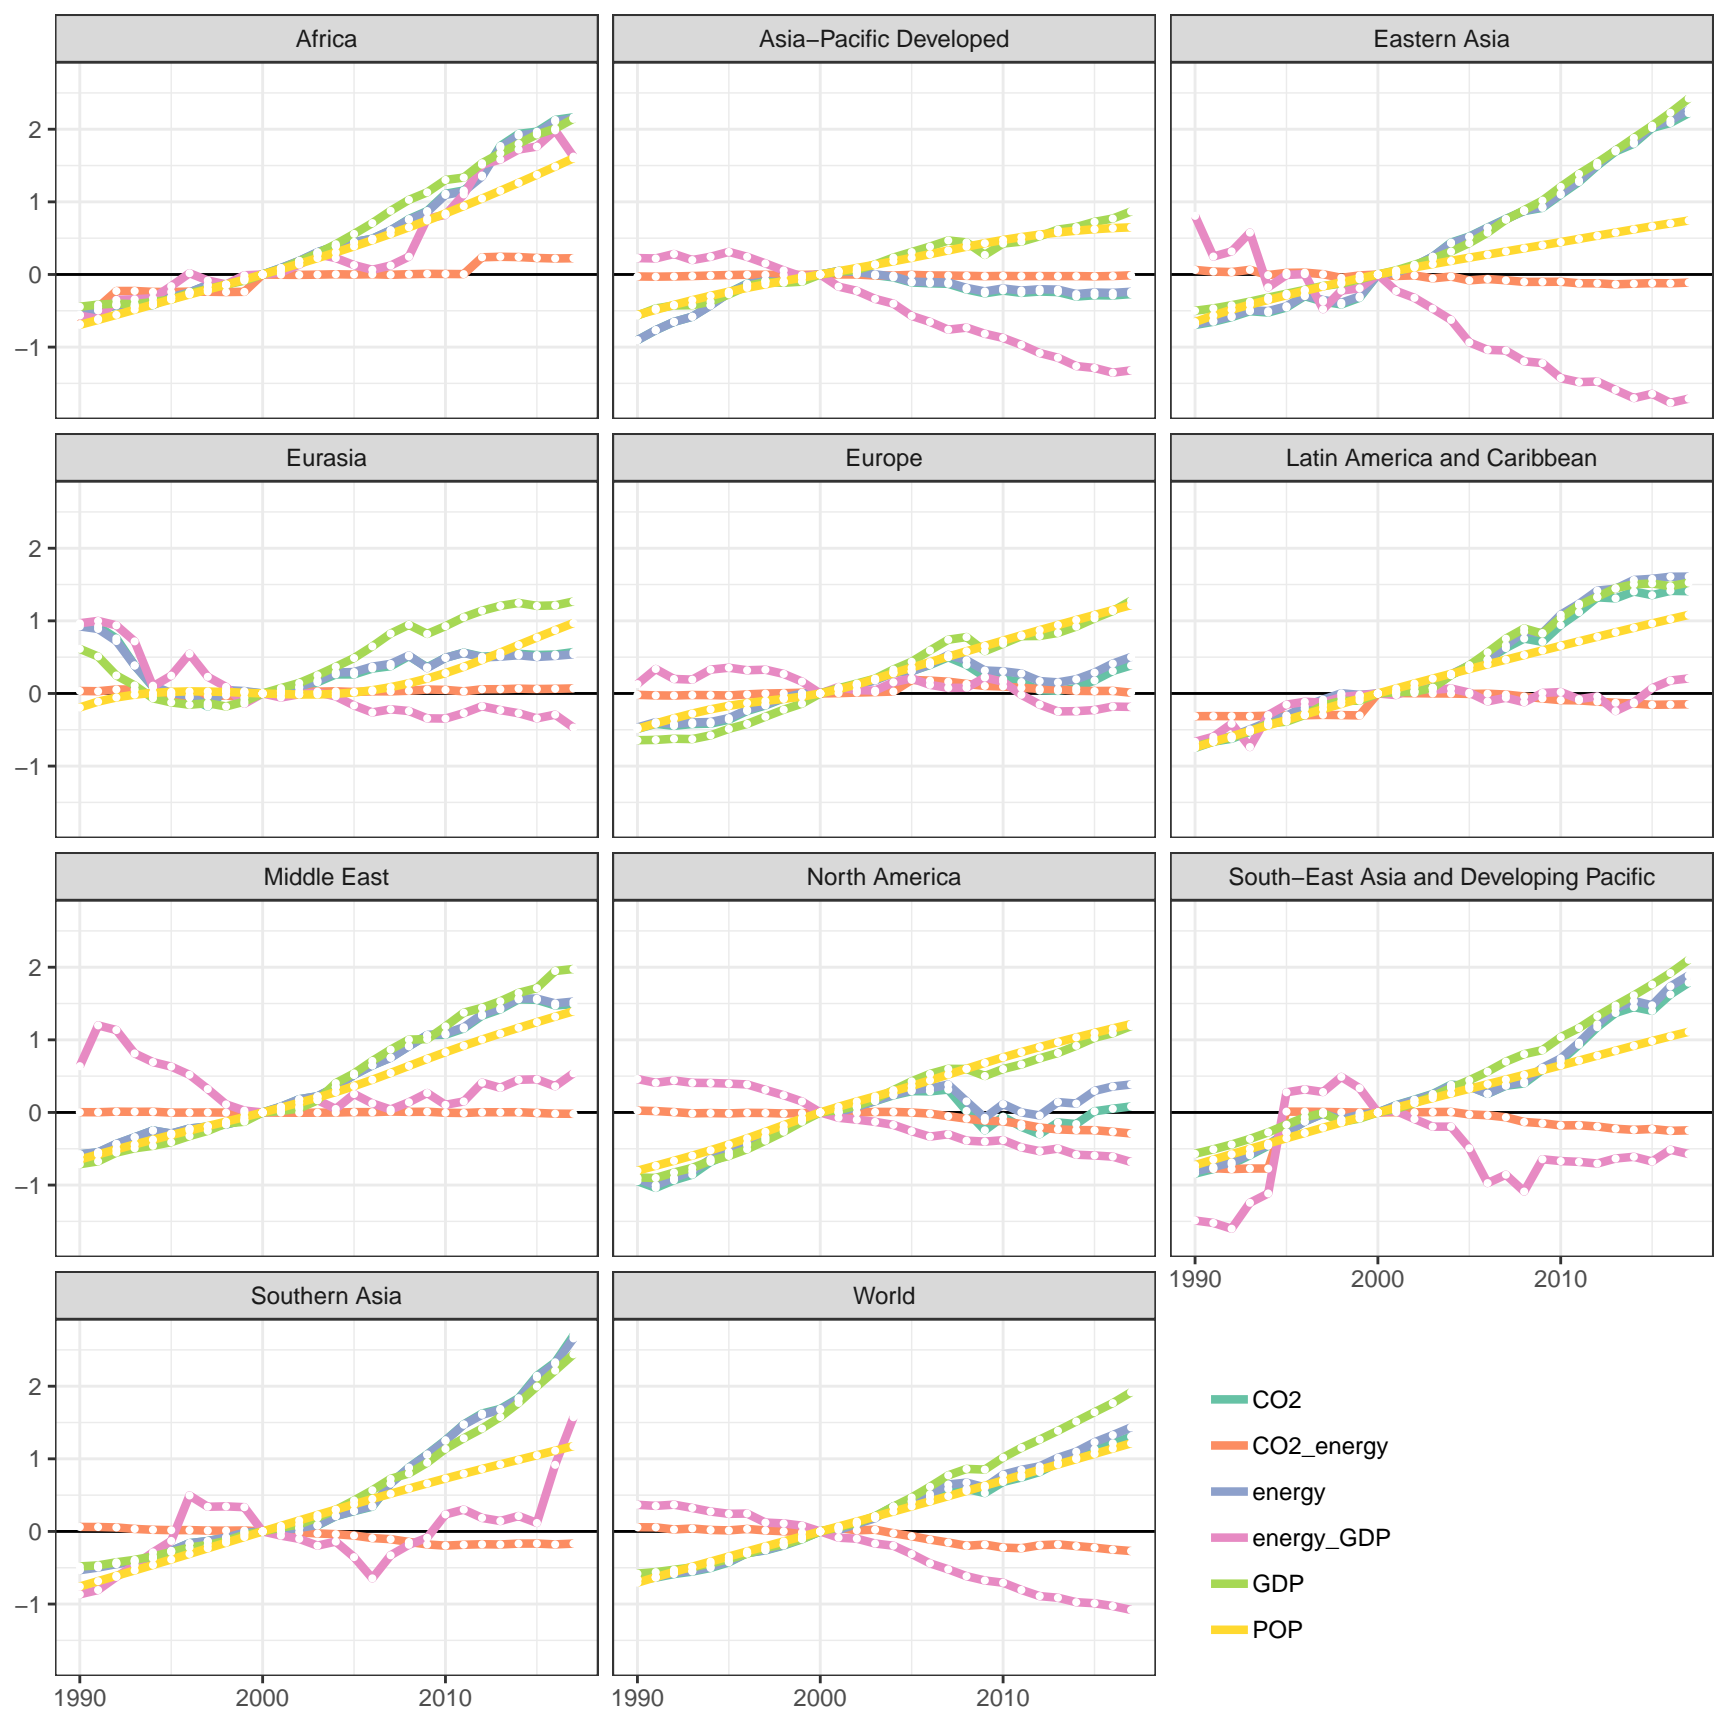 Africa
Asia−Pacific Developed
Eastern Asia
2
1
0
−1
Eurasia
Europe
Latin America and Caribbean
2
1
0
−1
Middle East
North America
South−East Asia and Developing Pacific
2
1
0
−1
1990 2000 2010
Southern Asia
World
2
1
0
−1
1990 2000 2010
1990 2000 2010
CO2
CO2_energy
energy
energy_GDP
GDP
POP